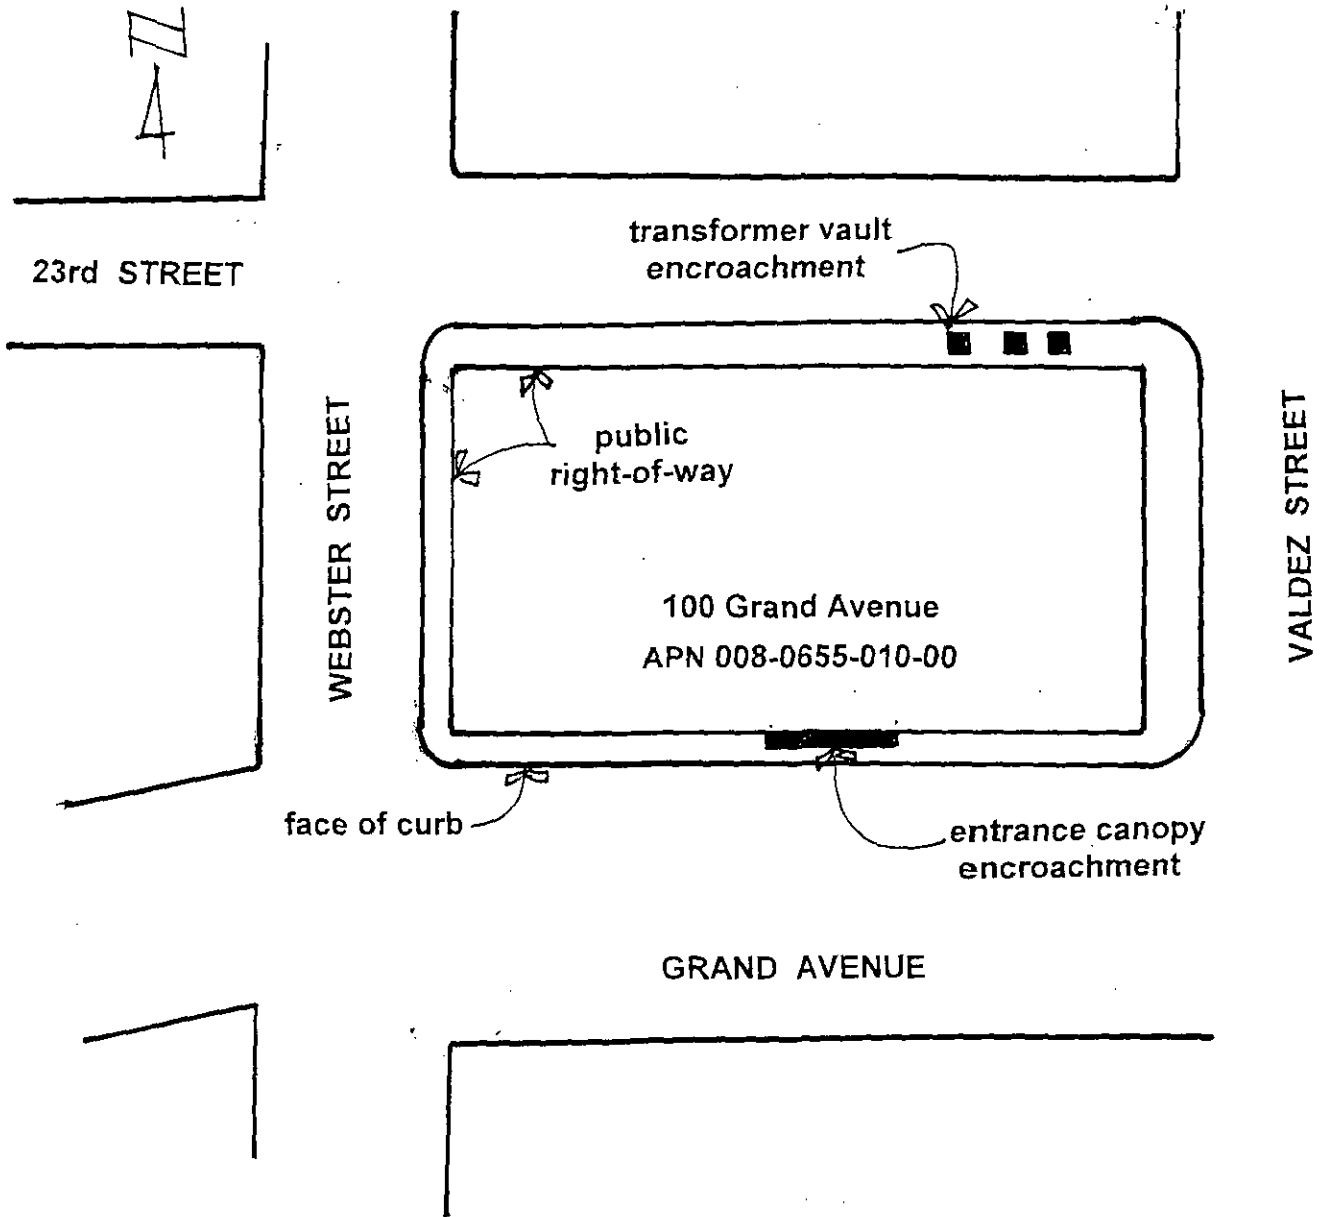 N
23rd STREET
transformer vault
encroachment
WEBSTER STREET
public
right-of-way
VALDEZ STREET
100 Grand Avenue
APN 008-0655-010-00
face of curb
entrance canopy
encroachment
GRAND AVENUE